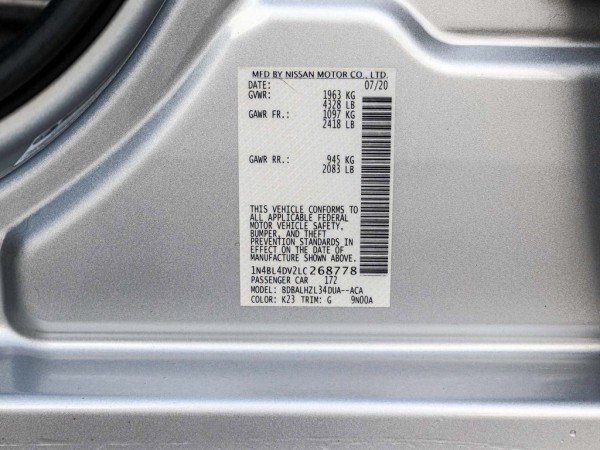 MFD BY NISSAN MOTOR CO., LTD.
DATE: 07/20
GVWR: 1963 KG
4328 LB
GAWR FR.: 1097 KG
2418 LB
GAWR RR.: 945 KG
2083 LB
THIS VEHICLE CONFORMS TO
ALL APPLICABLE FEDERAL
MOTOR VEHICLE SAFETY,
BUMPER, AND THEFT
PREVENTION STANDARDS IN
EFFECT ON THE DATE OF
MANUFACTURE SHOWN ABOVE.
1N4BL4DV2LC268778
PASSENGER CAR 172
MODEL: BDBALHZL34DUA--ACA
COLOR: K23 TRIM: G 9N00A